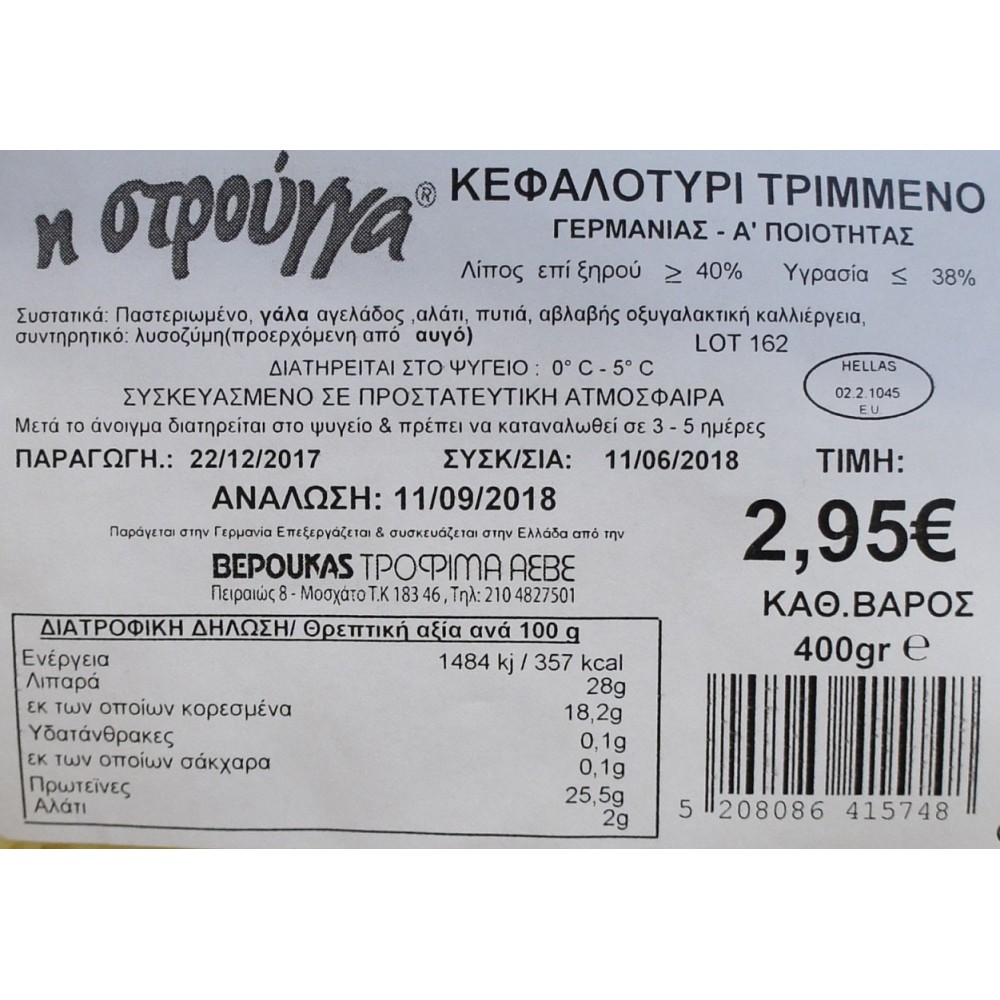 η στρούγγα®
ΚΕΦΑΛΟΤΥΡΙ ΤΡΙΜΜΕΝΟ
ΓΕΡΜΑΝΙΑΣ - Α' ΠΟΙΟΤΗΤΑΣ
Λίπος επί ξηρού ≥ 40% Υγρασία ≤ 38%
Συστατικά: Παστεριωμένο, γάλα αγελάδος ,αλάτι, πυτιά, αβλαβής οξυγαλακτική καλλιέργεια,
συντηρητικό: λυσοζύμη(προερχόμενη από αυγό)
LOT 162
ΔΙΑΤΗΡΕΙΤΑΙ ΣΤΟ ΨΥΓΕΙΟ : 0° C - 5° C
HELLAS
02.2.1045
E.U
ΣΥΣΚΕΥΑΣΜΕΝΟ ΣΕ ΠΡΟΣΤΑΤΕΥΤΙΚΗ ΑΤΜΟΣΦΑΙΡΑ
Μετά το άνοιγμα διατηρείται στο ψυγείο & πρέπει να καταναλωθεί σε 3 - 5 ημέρες
ΠΑΡΑΓΩΓΗ.: 22/12/2017 ΣΥΣΚ/ΣΙΑ: 11/06/2018
ΑΝΑΛΩΣΗ: 11/09/2018
ΤΙΜΗ:
2,95€
Παράγεται στην Γερμανία Επεξεργάζεται & συσκευάζεται στην Ελλάδα από την
ΒΕΡΟUKAS ΤΡΟΦΙΜΑ ΑΕΒΕ
Πειραιώς 8 - Μοσχάτο Τ.Κ 183 46 , Τηλ: 210 4827501
ΚΑΘ.ΒΑΡΟΣ
400gr ℮
ΔΙΑΤΡΟΦΙΚΗ ΔΗΛΩΣΗ/ Θρεπτική αξία ανά 100 g
Ενέργεια 1484 kj / 357 kcal
Λιπαρά 28g
εκ των οποίων κορεσμένα 18,2g
Υδατάνθρακες 0,1g
εκ των οποίων σάκχαρα 0,1g
Πρωτεϊνες 25,5g
Αλάτι 2g
5 208086 415748